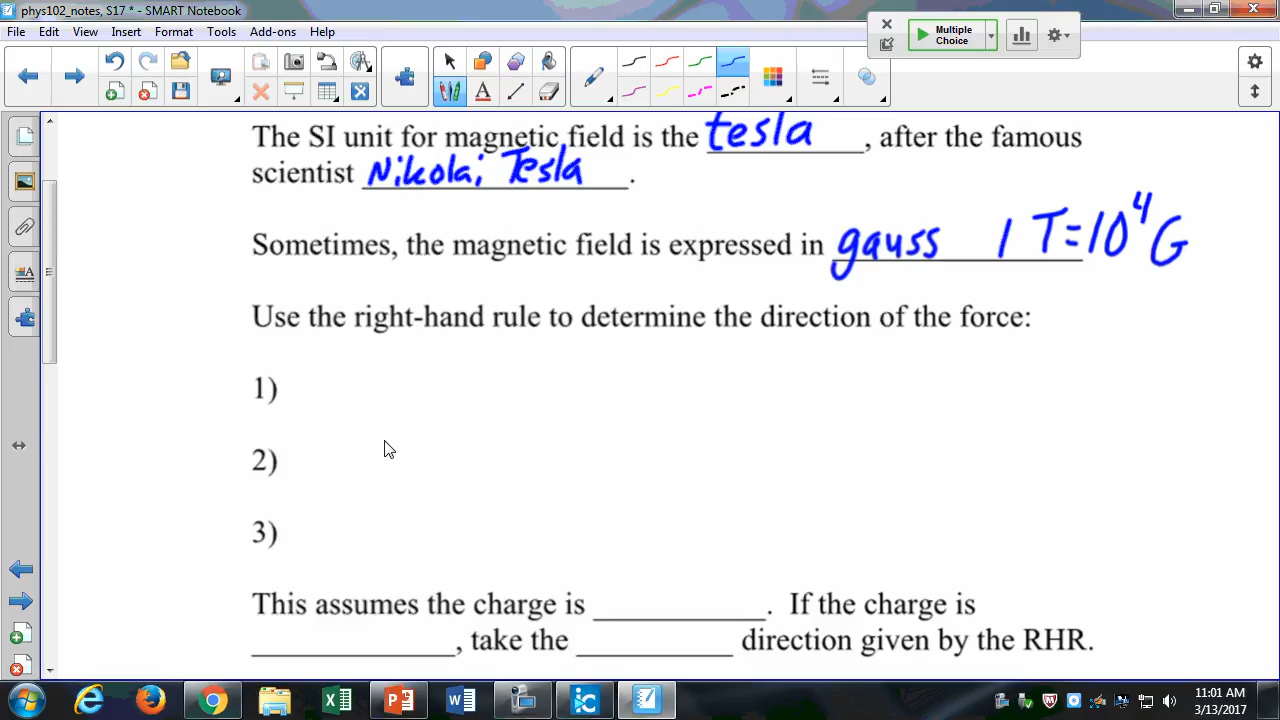 phys102_notes, S17 * - SMART Notebook
File Edit View Insert Format Tools Add-ons Help
Multiple
Choice
The SI unit for magnetic field is the tesla, after the famous
scientist Nikolai Tesla.
Sometimes, the magnetic field is expressed in gauss 1 T=10⁴ G
Use the right-hand rule to determine the direction of the force:
1)
2)
3)
This assumes the charge is ____________. If the charge is
______________, take the ___________ direction given by the RHR.
11:01 AM
3/13/2017